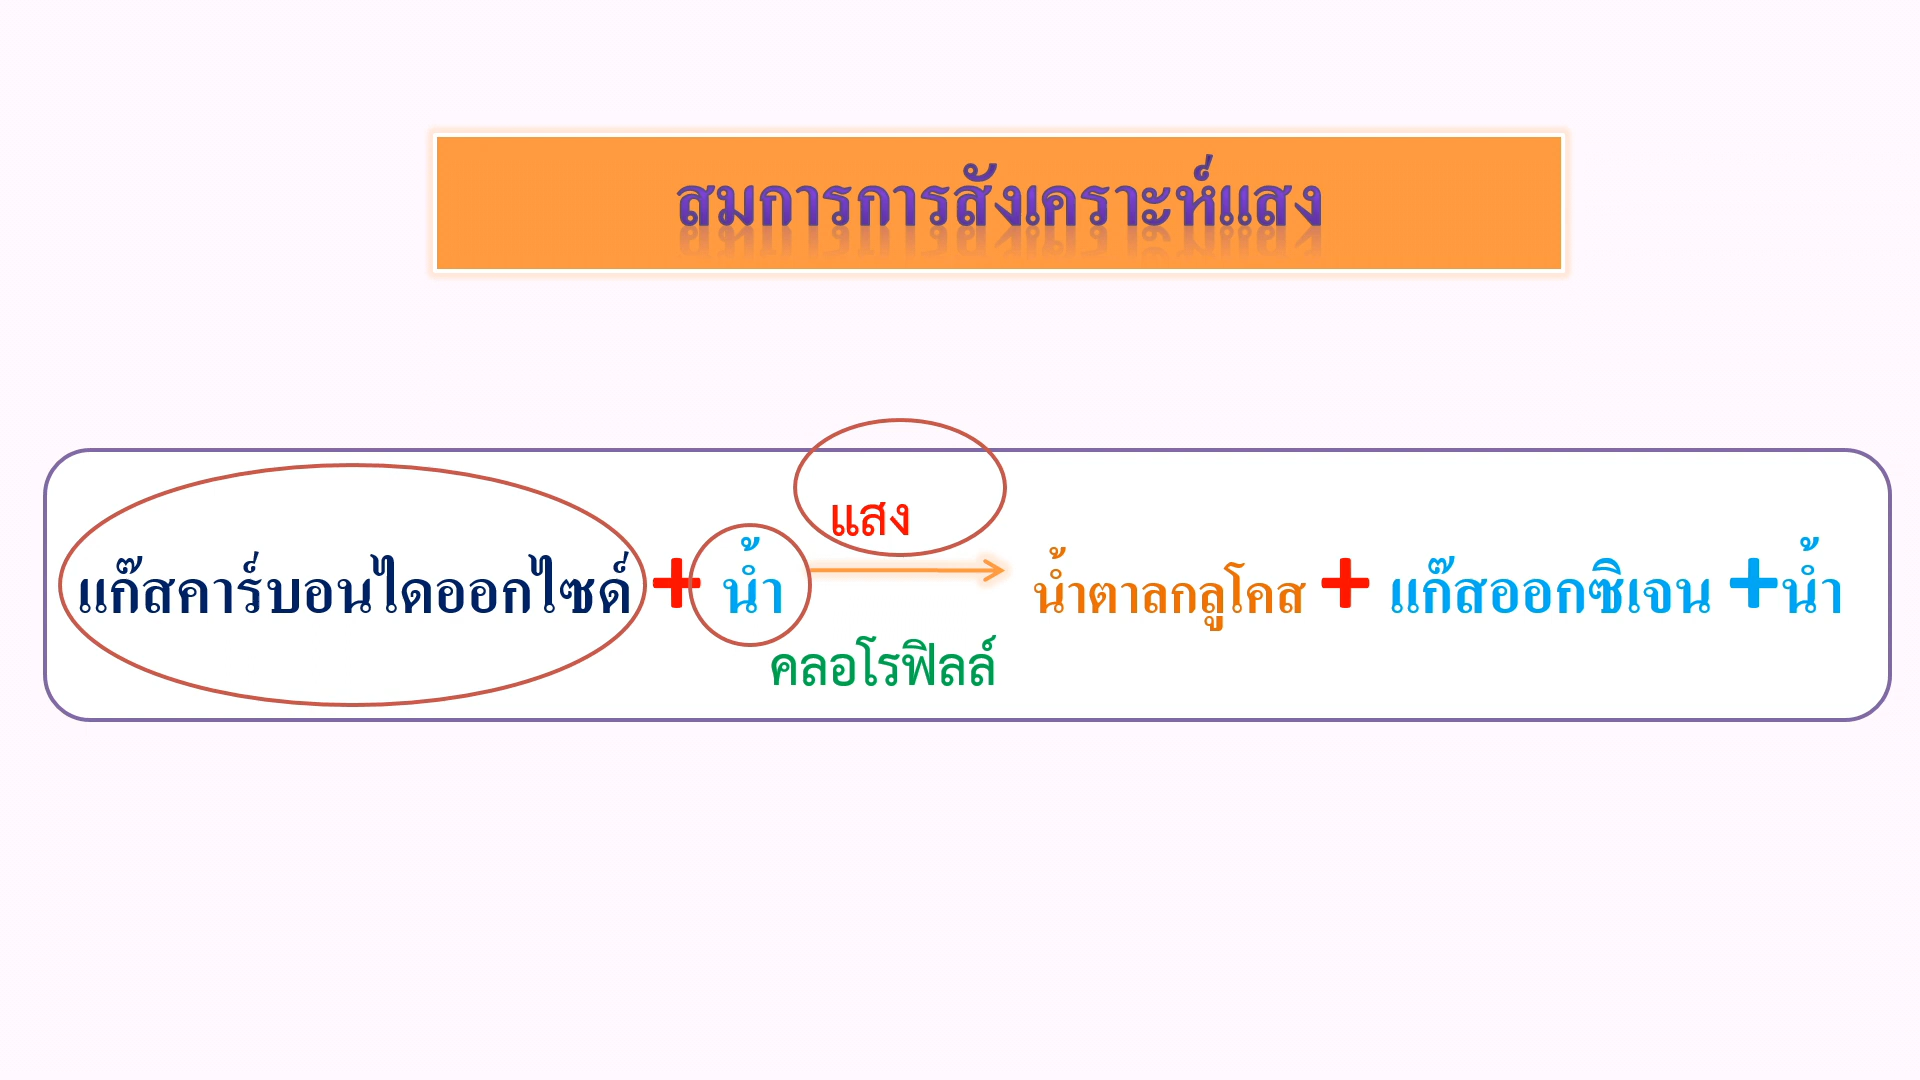 สมการการสังเคราะห์แสง
แสง
แก๊สคาร์บอนไดออกไซด์ + น้ำ น้ำตาลกลูโคส + แก๊สออกซิเจน + น้ำ
คลอโรฟิลล์